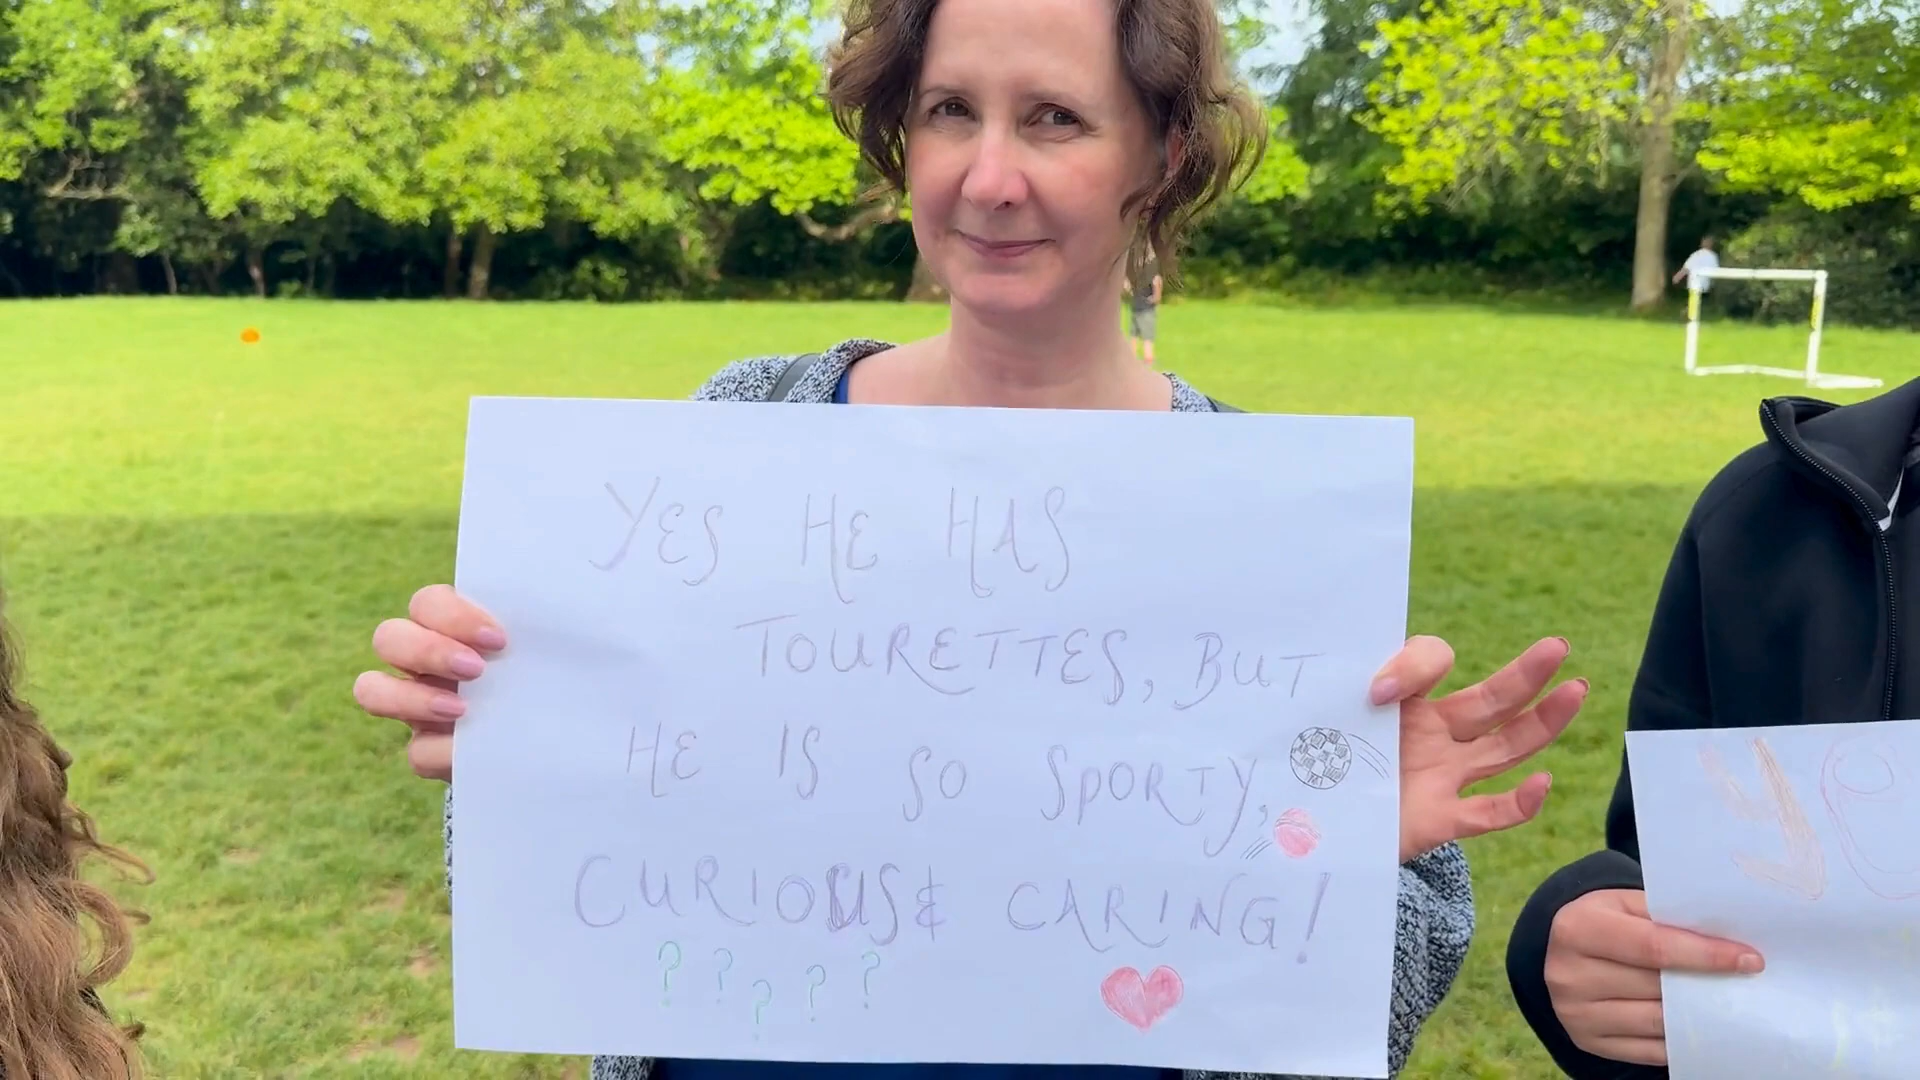 YES HE HAS
TOURETTES, BUT
HE IS SO SPORTY,
CURIOUS & CARING!
? ? ? ? ?